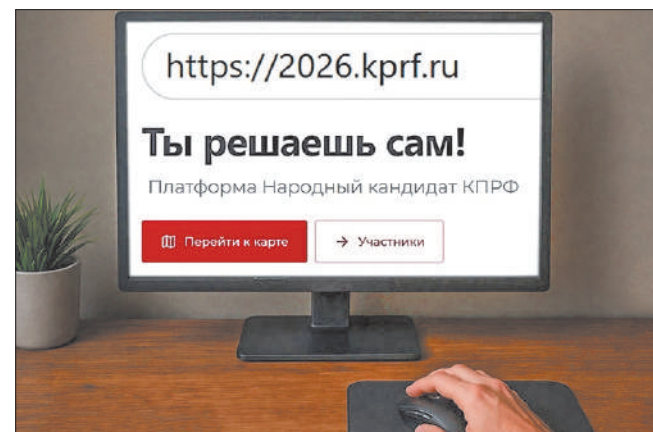 https://2026.kprf.ru
Ты решаешь сам!
Платформа Народный кандидат КПРФ
Перейти к карте
→ Участники